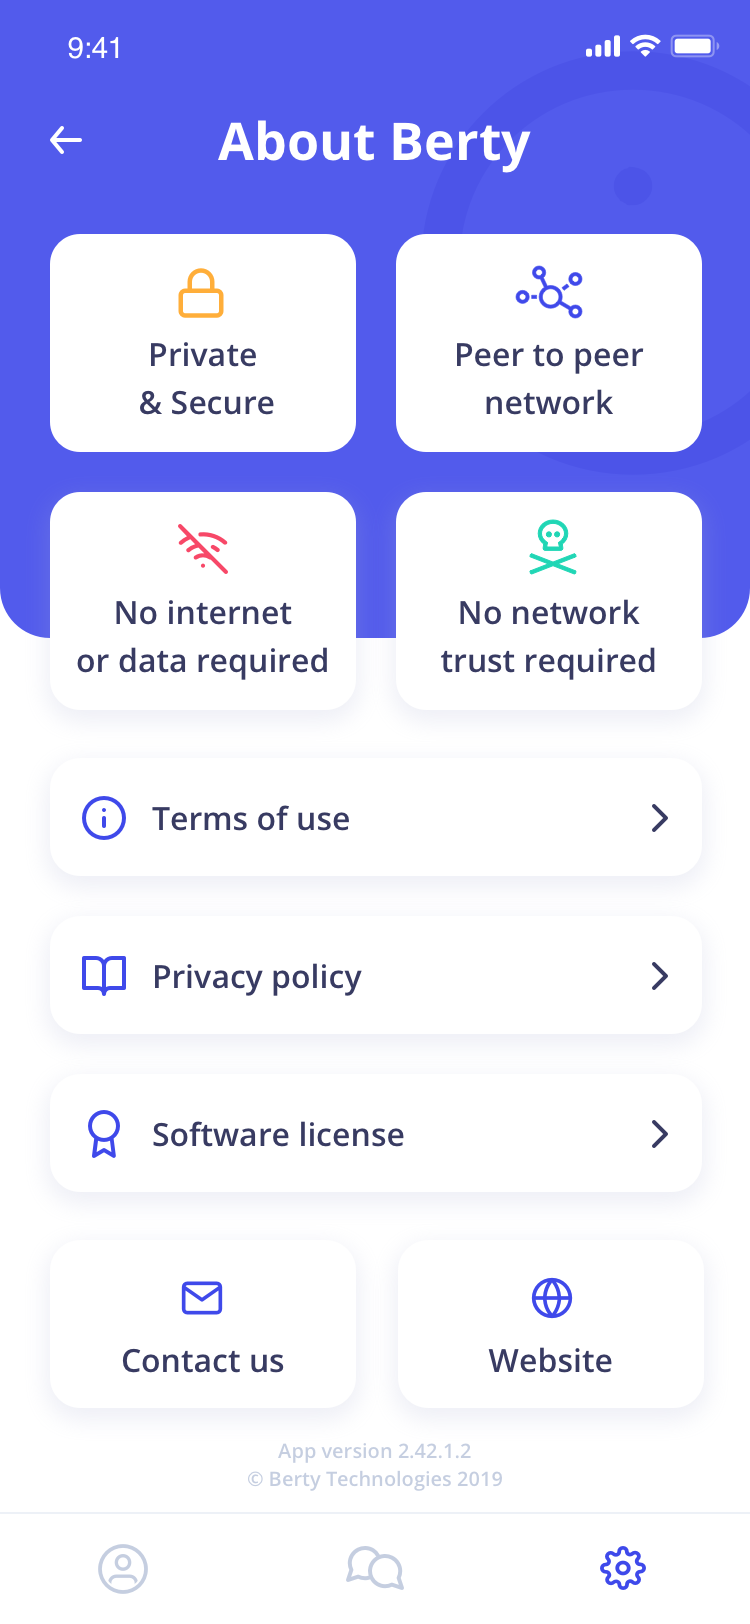 9:41
About Berty
Private
& Secure
Peer to peer
network
No internet
or data required
No network
trust required
Terms of use
Privacy policy
Software license
Contact us
Website
App version 2.42.1.2
© Berty Technologies 2019